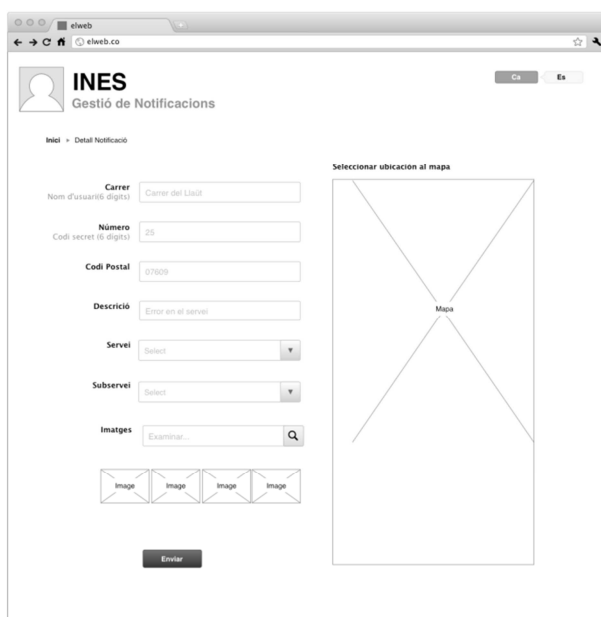 elweb
elweb.co
INES
Gestió de Notificacions
Ca Es
Inici ▸ Detall Notificació
Seleccionar ubicación al mapa
Carrer
Nom d'usuari(6 digits)
Carrer del Llaüt
Número
Codi secret (6 digits)
25
Codi Postal
07609
Descrició
Error en el servei
Servei
Select
Subservei
Select
Imatges
Examinar...
Image Image Image Image
Mapa
Enviar